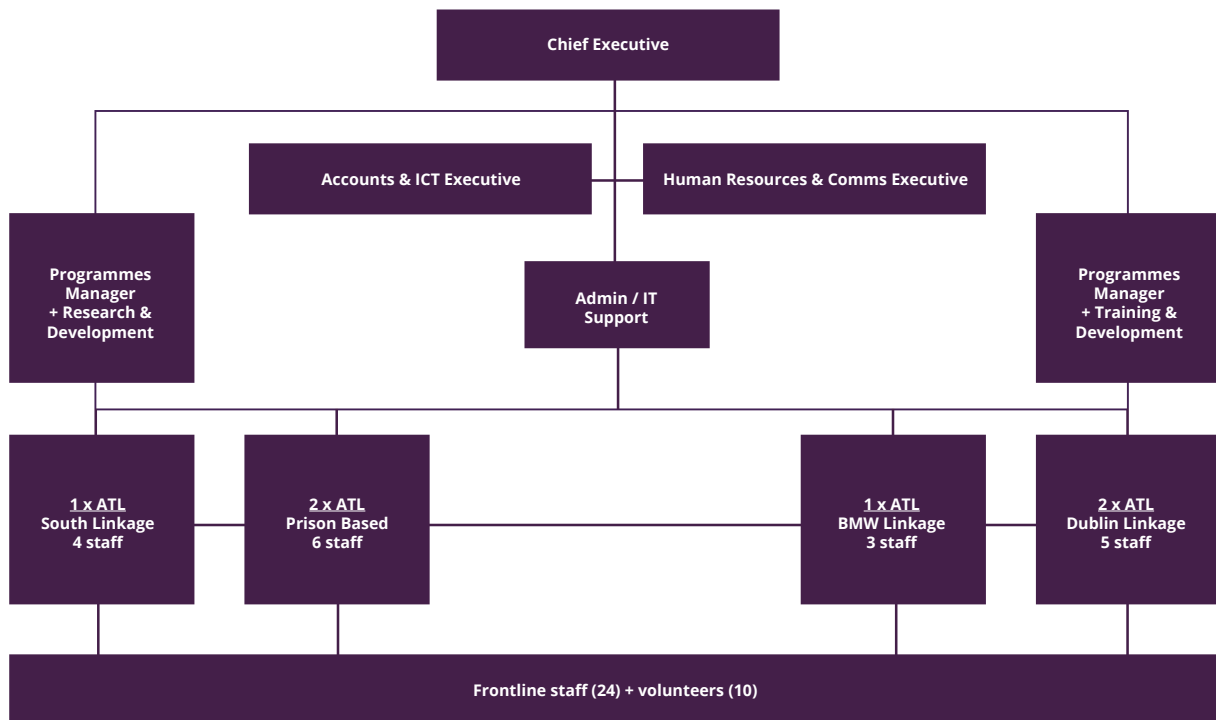 Chief Executive
Accounts & ICT Executive
Human Resources & Comms Executive
Programmes
Manager
+ Research &
Development
Admin / IT
Support
Programmes
Manager
+ Training &
Development
1 x ATL
South Linkage
4 staff
2 x ATL
Prison Based
6 staff
1 x ATL
BMW Linkage
3 staff
2 x ATL
Dublin Linkage
5 staff
Frontline staff (24) + volunteers (10)